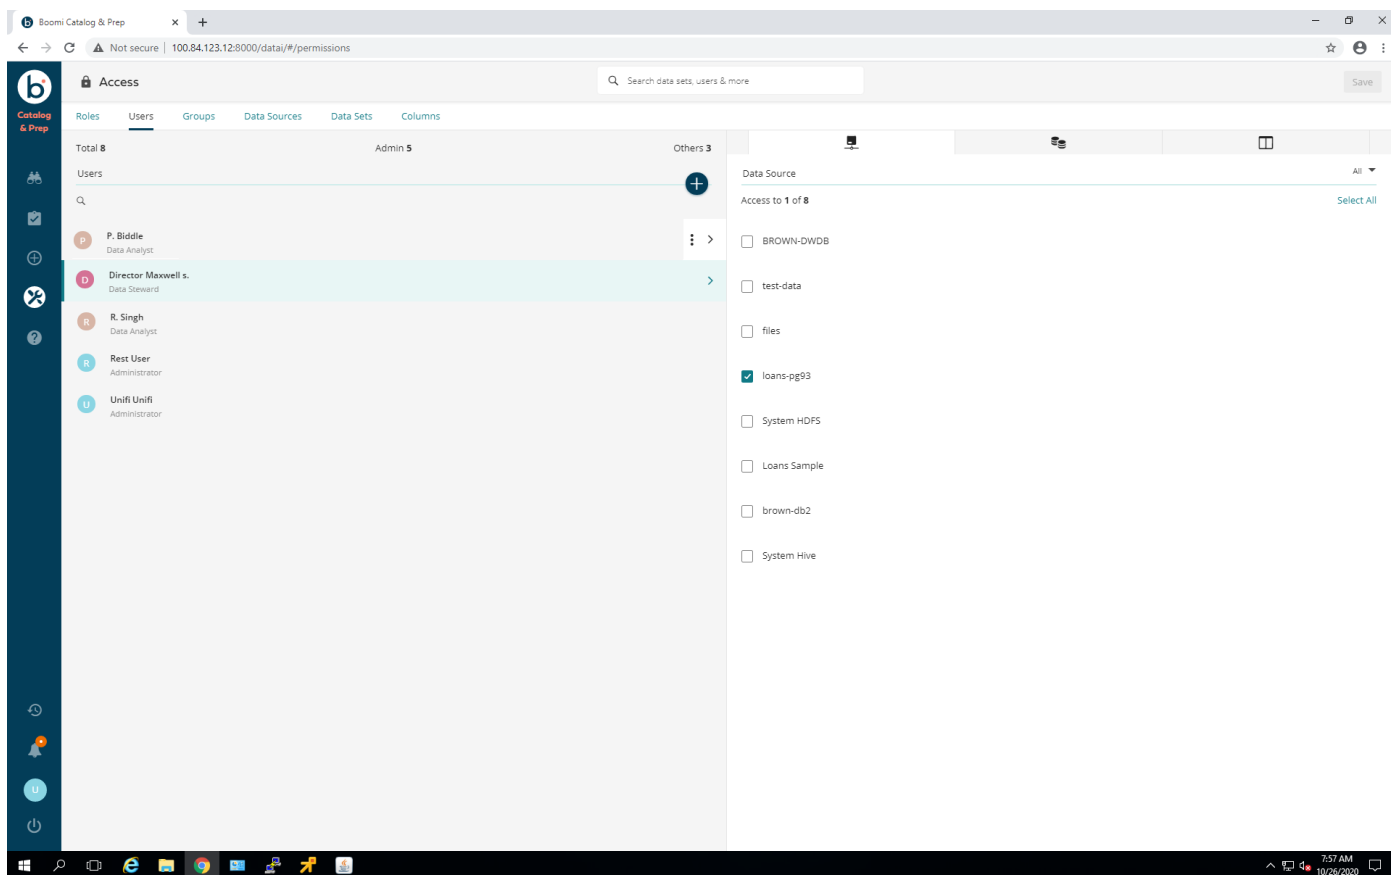 Boomi Catalog & Prep
Not secure | 100.84.123.12:8000/datai/#/permissions
b
Catalog & Prep
Access
Search data sets, users & more
Save
Roles Users Groups Data Sources Data Sets Columns
Total 8 Admin 5 Others 3
Users
P
P. Biddle
Data Analyst
D
Director Maxwell s.
Data Steward
R
R. Singh
Data Analyst
R
Rest User
Administrator
U
Unifi Unifi
Administrator
Data Source All
Access to 1 of 8 Select All
BROWN-DWDB
test-data
files
loans-pg93
System HDFS
Loans Sample
brown-db2
System Hive
U
7:57 AM
10/26/2020